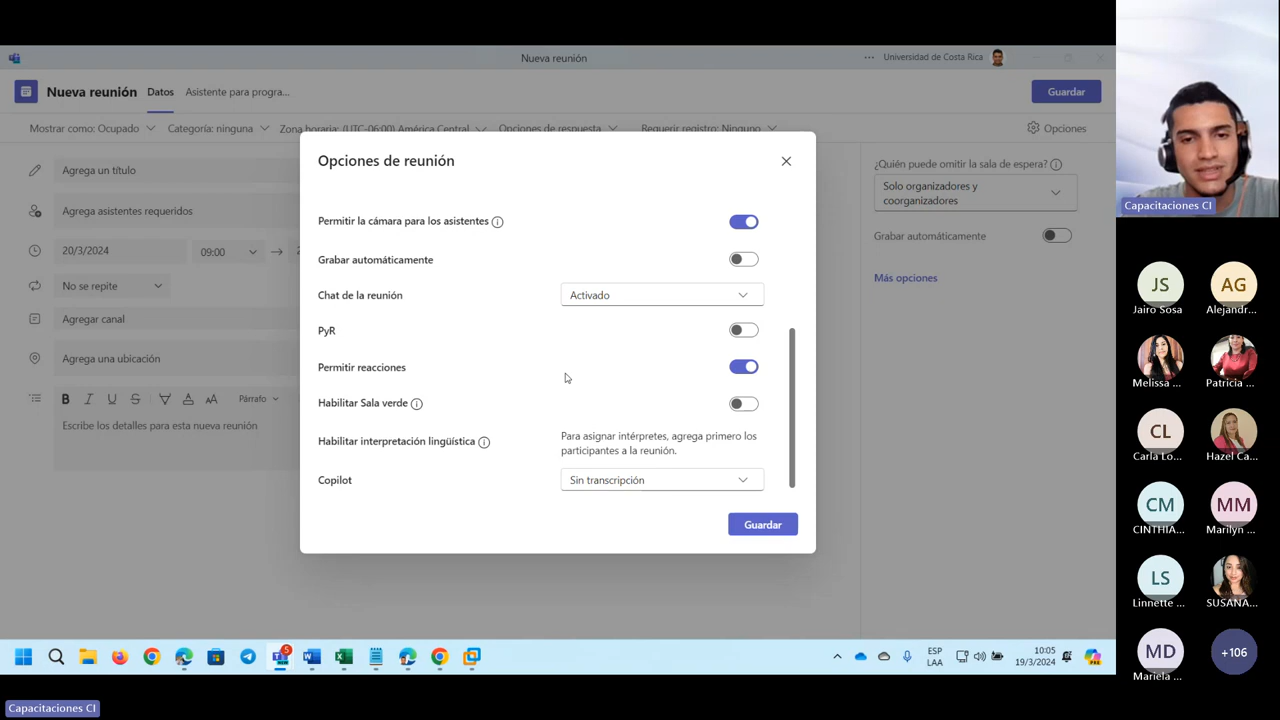 Nueva reunión
Universidad de Costa Rica
Nueva reunión
Datos
Asistente para progra...
Guardar
Mostrar como: Ocupado
Categoría: ninguna
Zona horaria: (UTC-06:00) América Central
Opciones de respuesta
Requerir registro: Ninguno
Opciones
Agrega un título
Agrega asistentes requeridos
20/3/2024
09:00
No se repite
Agregar canal
Agrega una ubicación
Párrafo
Escribe los detalles para esta nueva reunión
Opciones de reunión
Permitir la cámara para los asistentes
Grabar automáticamente
Chat de la reunión
Activado
PyR
Permitir reacciones
Habilitar Sala verde
Habilitar interpretación lingüística
Para asignar intérpretes, agrega primero los
participantes a la reunión.
Copilot
Sin transcripción
Guardar
¿Quién puede omitir la sala de espera?
Solo organizadores y
coorganizadores
Grabar automáticamente
Más opciones
Capacitaciones CI
JS
Jairo Sosa
AG
Alejandr...
Melissa ...
Patricia ...
CL
Carla Lo...
Hazel Ca...
CM
CINTHIA...
MM
Marilyn ...
LS
Linnette ...
SUSANA...
MD
Mariela ...
+106
5
ESP
LAA
10:05
19/3/2024
Capacitaciones CI